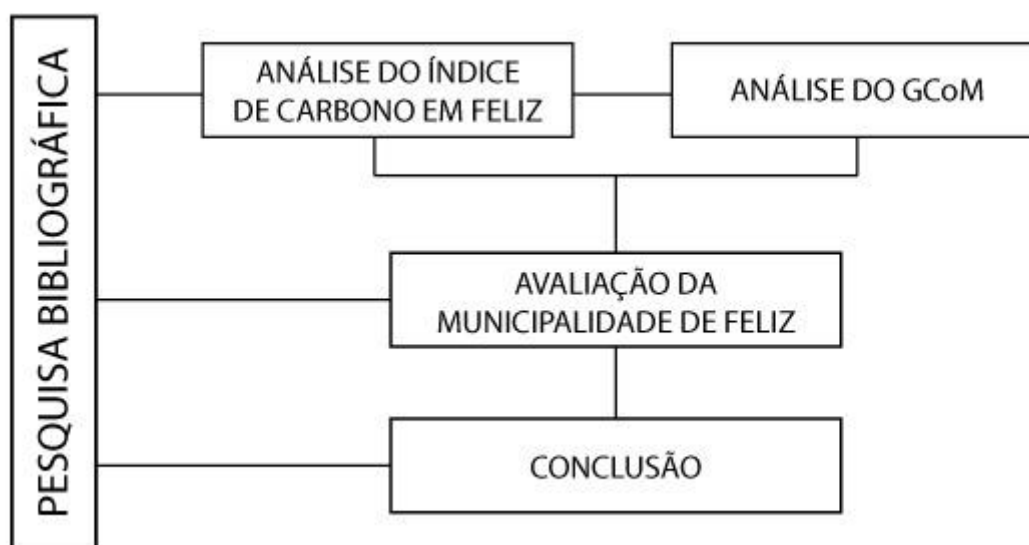 PESQUISA BIBLIOGRÁFICA
ANÁLISE DO ÍNDICE
DE CARBONO EM FELIZ
ANÁLISE DO GCoM
AVALIAÇÃO DA
MUNICIPALIDADE DE FELIZ
CONCLUSÃO